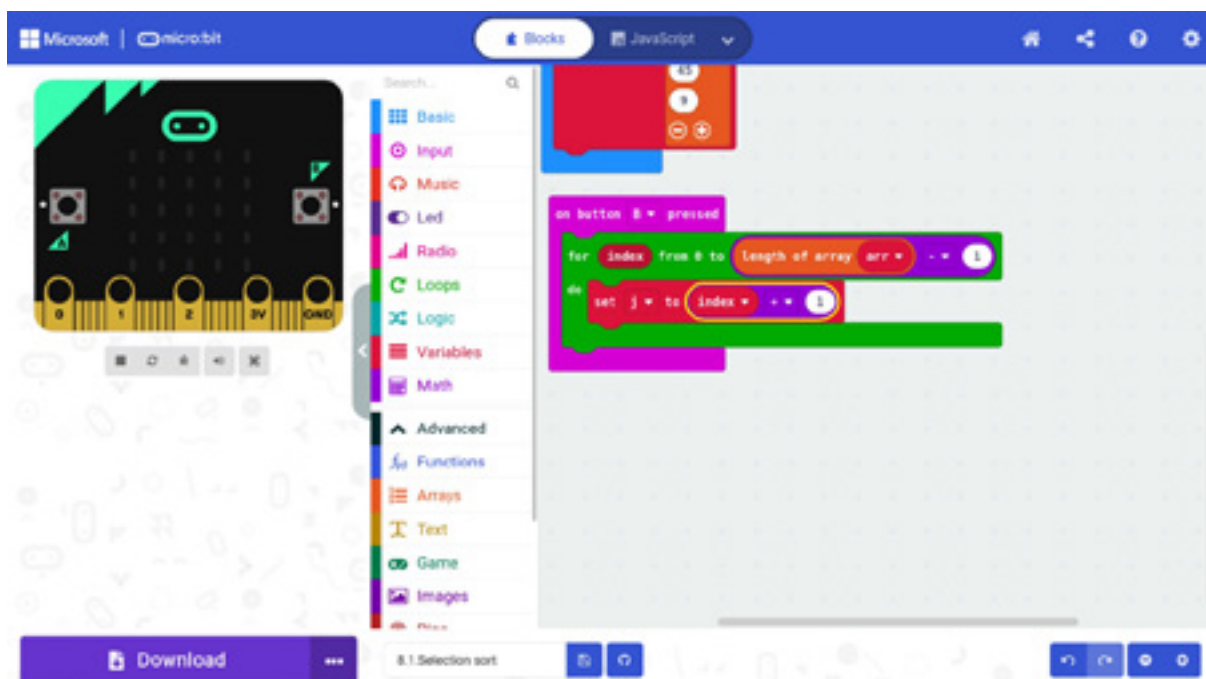 Microsoft | micro:bit
Blocks
JavaScript
Search...
Basic
Input
Music
Led
Radio
Loops
Logic
Variables
Math
Advanced
Functions
Arrays
Text
Game
Images
0 1 2 3V GND
Download
8.1.Selection sort
9
on button B pressed
for index from 0 to length of array arr - 1
do
set j to index + 1